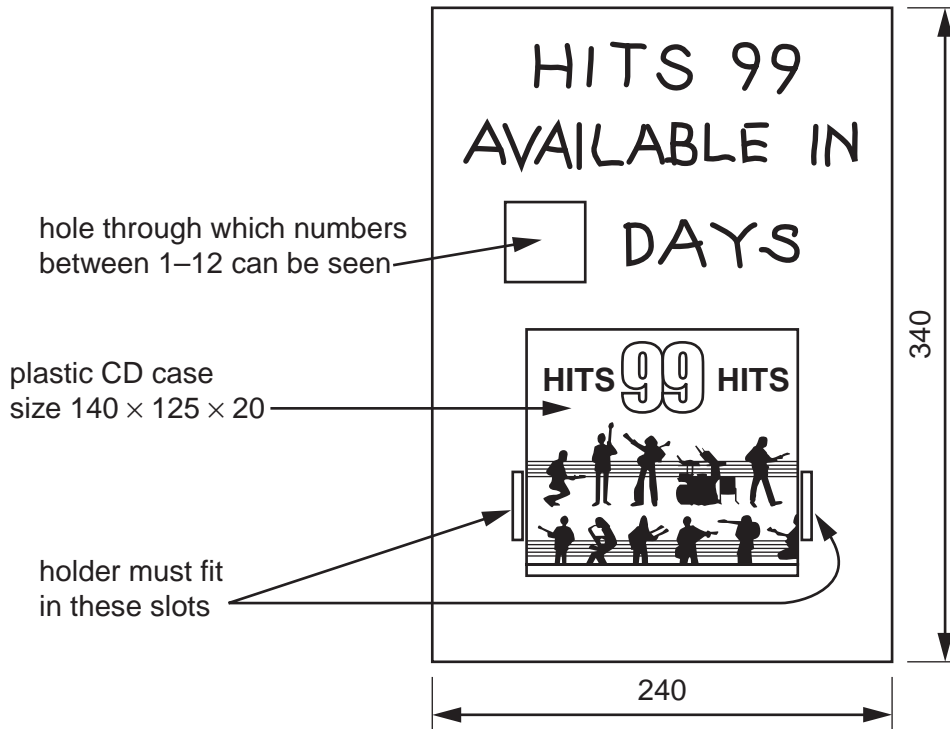 HITS 99
AVAILABLE IN
DAYS
hole through which numbers
between 1–12 can be seen
plastic CD case
size 140 × 125 × 20
HITS 99 HITS
holder must fit
in these slots
340
240